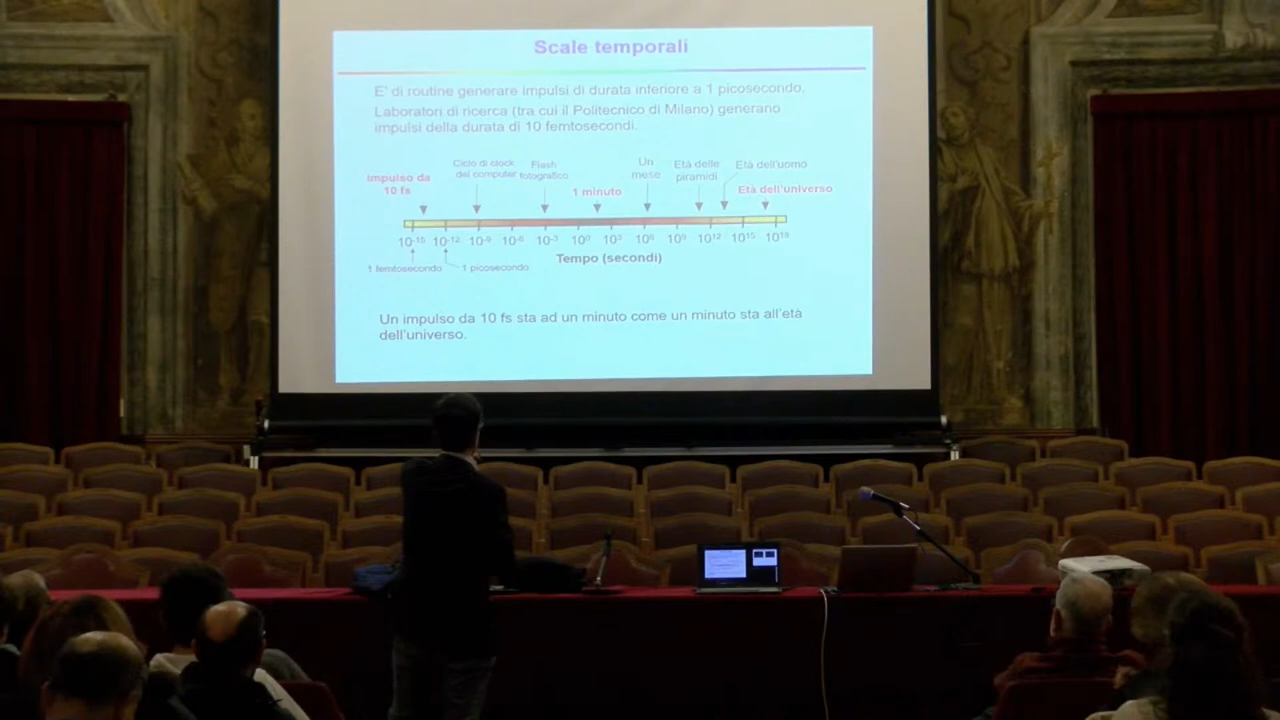 Scale temporali
E' di routine generare impulsi di durata inferiore a 1 picosecondo.
Laboratori di ricerca (tra cui il Politecnico di Milano) generano
impulsi della durata di 10 femtosecondi.
Impulso da
10 fs
Ciclo di clock
del computer
Flash
fotografico
1 minuto
Un
mese
Età delle
piramidi
Età dell'uomo
Età dell'universo
10⁻¹⁵ 10⁻¹² 10⁻⁹ 10⁻⁶ 10⁻³ 10⁰ 10³ 10⁶ 10⁹ 10¹² 10¹⁵ 10¹⁸
1 femtosecondo 1 picosecondo
Tempo (secondi)
Un impulso da 10 fs sta ad un minuto come un minuto sta all'età
dell'universo.